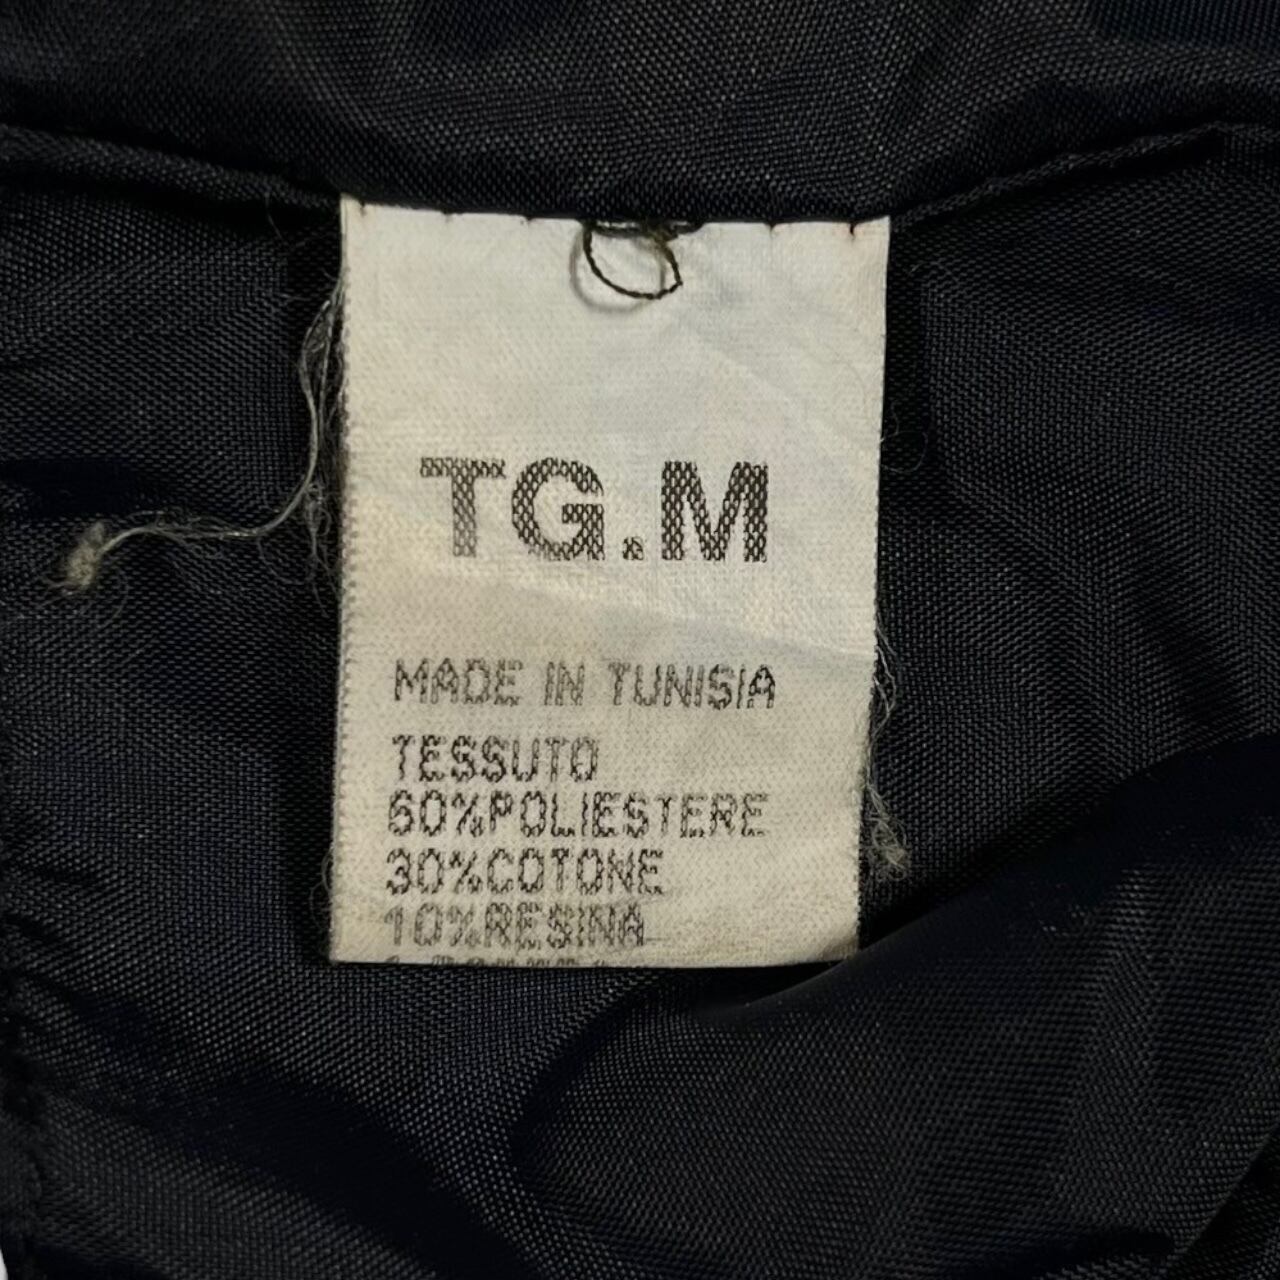 TG.M
MADE IN TUNISIA
TESSUTO
60%POLIESTERE
30%COTONE
10%RESINA